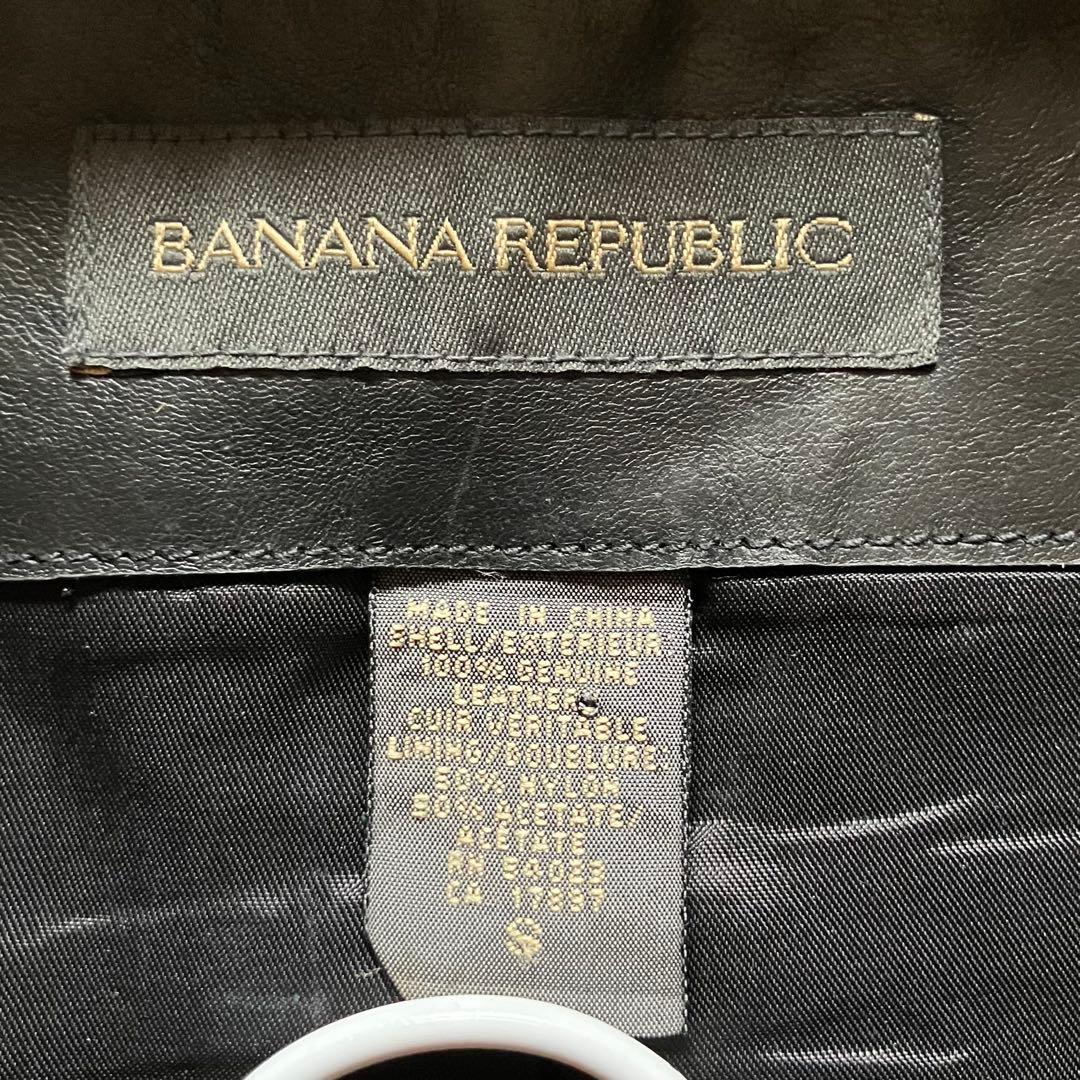 BANANA REPUBLIC
MADE IN CHINA
SHELL/EXTÉRIEUR
100% GENUINE
LEATHER
CUIR VERITABLE
LINING/DOUBLURE
50% NYLON
50% ACETATE/
ACETATE
RN 54023
CA 17897
S